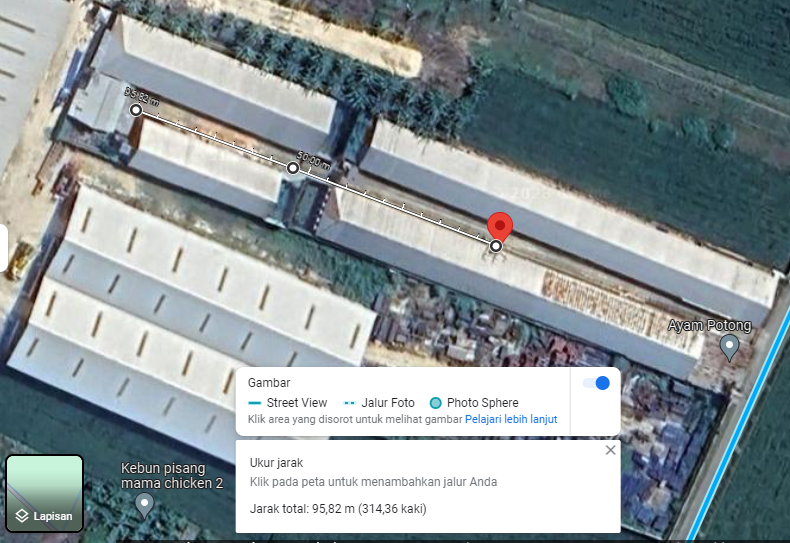 95.82 m
50.00 m
Ayam Potong
Gambar
Street View
Jalur Foto
Photo Sphere
Klik area yang disorot untuk melihat gambar Pelajari lebih lanjut
Ukur jarak
Klik pada peta untuk menambahkan jalur Anda
Jarak total: 95,82 m (314,36 kaki)
Kebun pisang
mama chicken 2
Lapisan